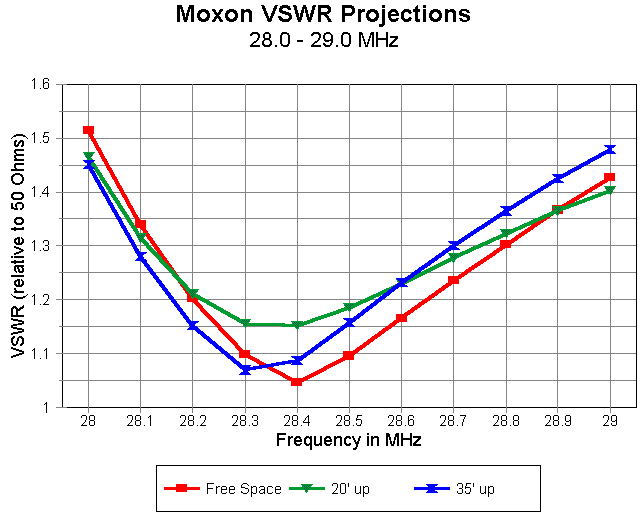 Moxon VSWR Projections
28.0 - 29.0 MHz
VSWR (relative to 50 Ohms)
1.6
1.5
1.4
1.3
1.2
1.1
1
28 28.1 28.2 28.3 28.4 28.5 28.6 28.7 28.8 28.9 29
Frequency in MHz
Free Space 20' up 35' up